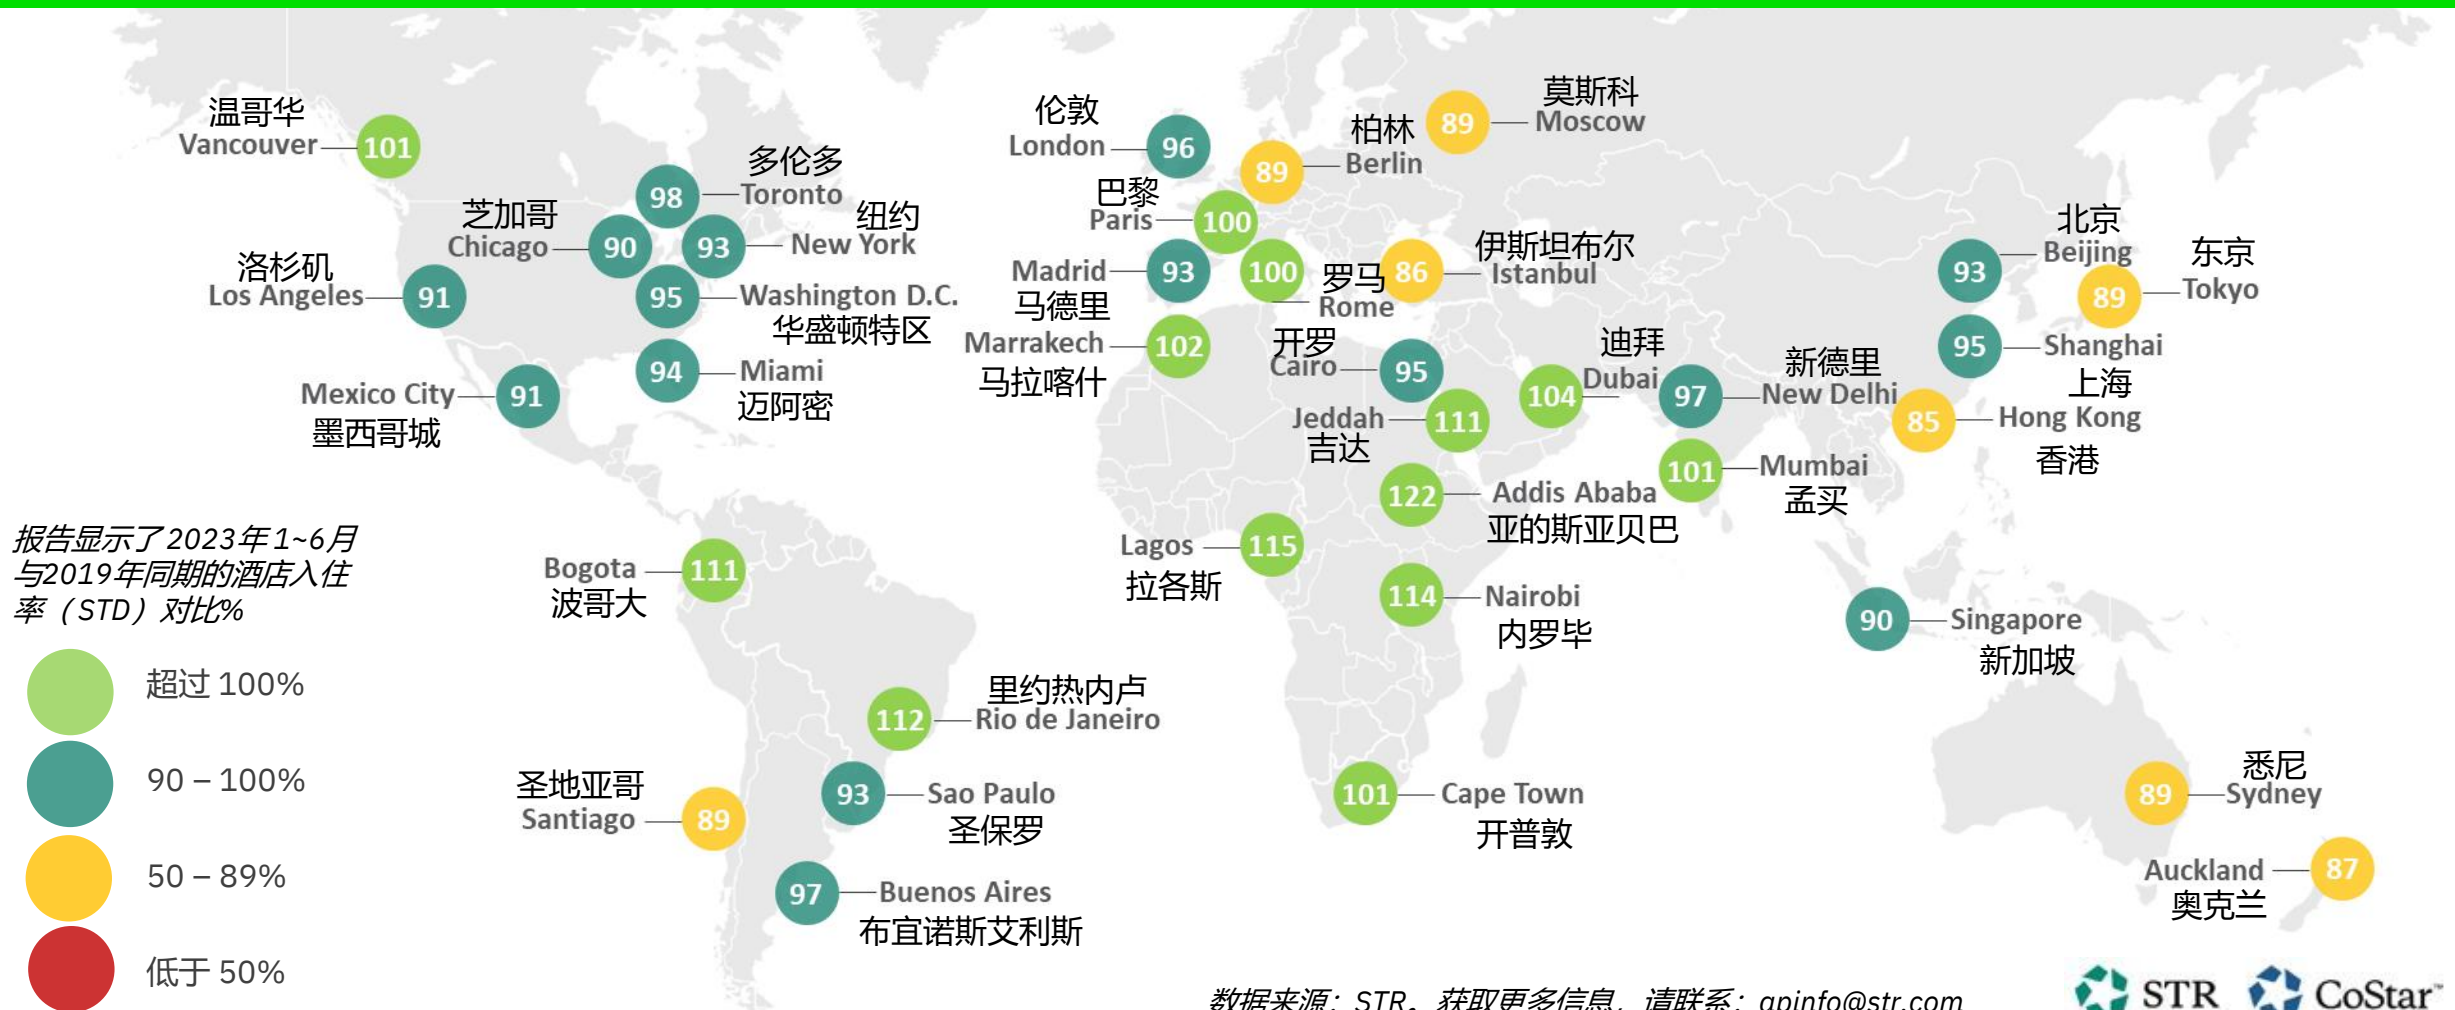 温哥华
Vancouver
101
多伦多
Toronto
98
芝加哥
Chicago
90
纽约
New York
93
洛杉矶
Los Angeles
91
95
Washington D.C.
华盛顿特区
94
Miami
迈阿密
Mexico City
墨西哥城
91
Bogota
波哥大
111
里约热内卢
Rio de Janeiro
112
圣地亚哥
Santiago
89
93
Sao Paulo
圣保罗
97
Buenos Aires
布宜诺斯艾利斯
伦敦
London
96
柏林
Berlin
89
莫斯科
Moscow
89
巴黎
Paris
100
Madrid
马德里
93
100
罗马
Rome
86
伊斯坦布尔
Istanbul
Marrakech
马拉喀什
102
开罗
Cairo
95
Jeddah
吉达
111
迪拜
Dubai
104
新德里
New Delhi
97
101
Mumbai
孟买
122
Addis Ababa
亚的斯亚贝巴
Lagos
拉各斯
115
114
Nairobi
内罗毕
101
Cape Town
开普敦
北京
Beijing
93
东京
Tokyo
89
95
Shanghai
上海
85
Hong Kong
香港
90
Singapore
新加坡
悉尼
Sydney
89
Auckland
奥克兰
87
报告显示了2023年1~6月
与2019年同期的酒店入住
率（STD）对比%
超过 100%
90 – 100%
50 – 89%
低于 50%
数据来源：STR。获取更多信息，请联系：apinfo@str.com
STR
CoStar™